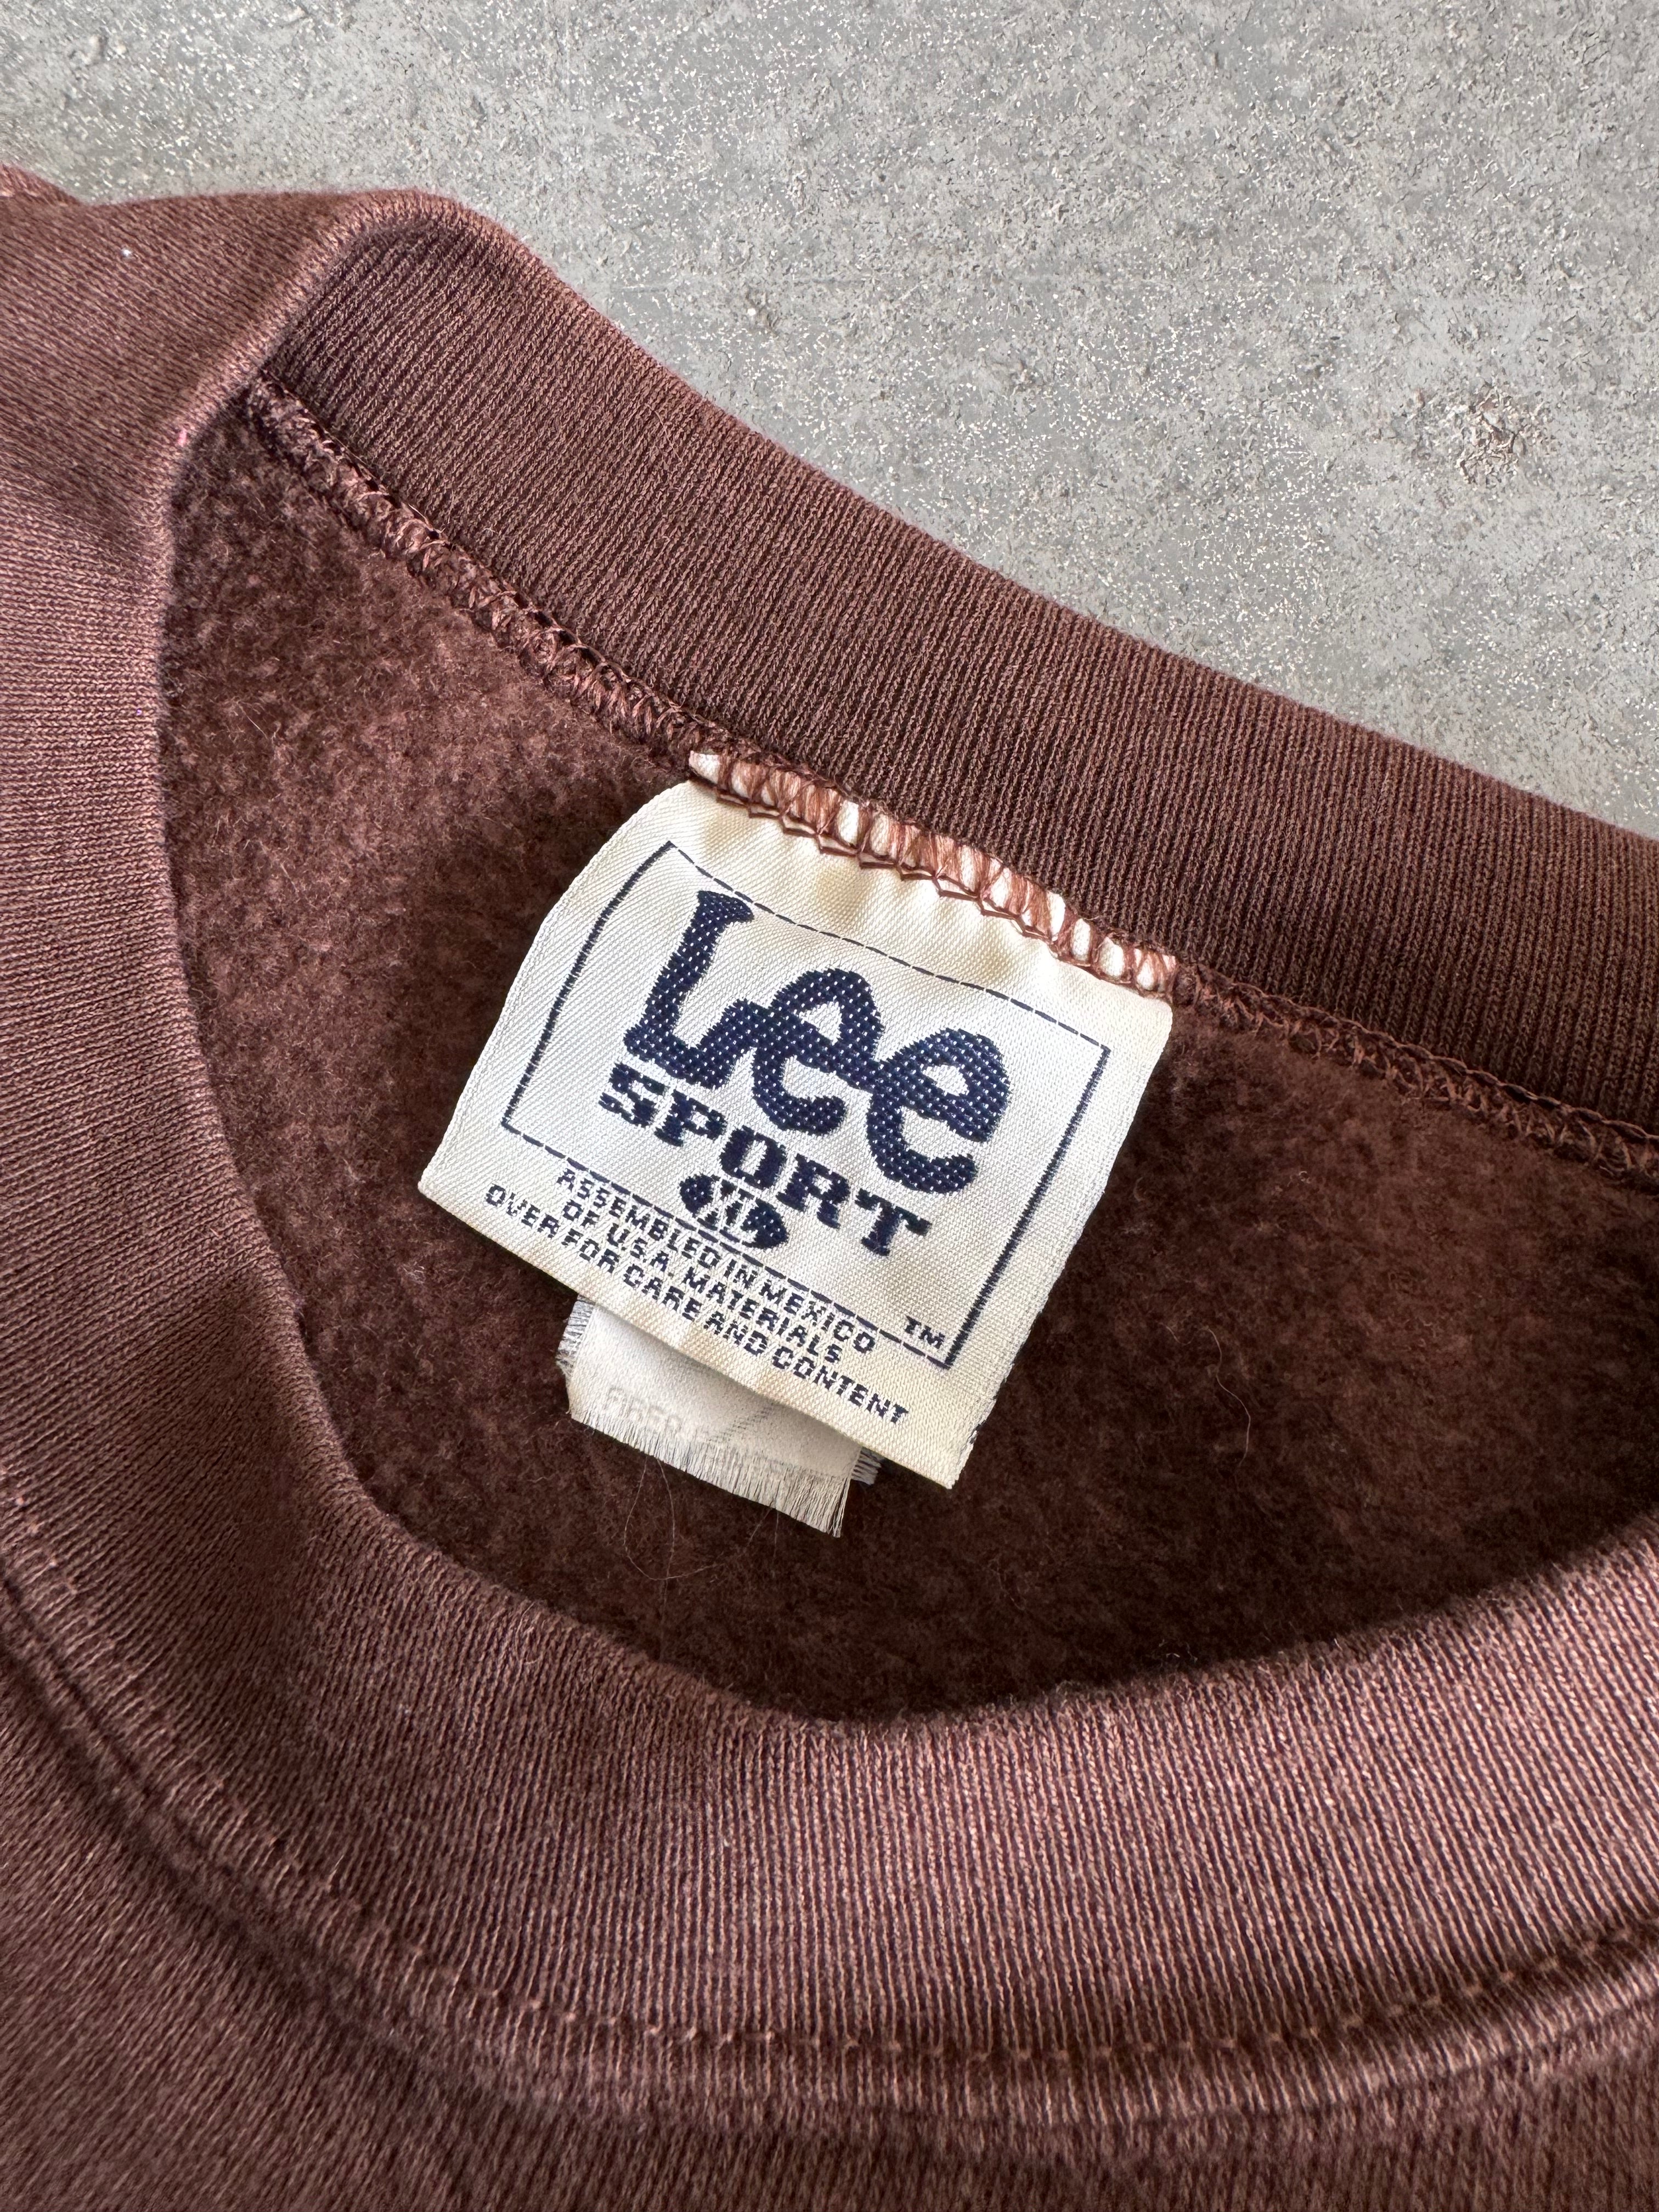 Lee
SPORT
XL
TM
ASSEMBLED IN MEXICO
OF U.S.A. MATERIALS
OVER FOR CARE AND CONTENT